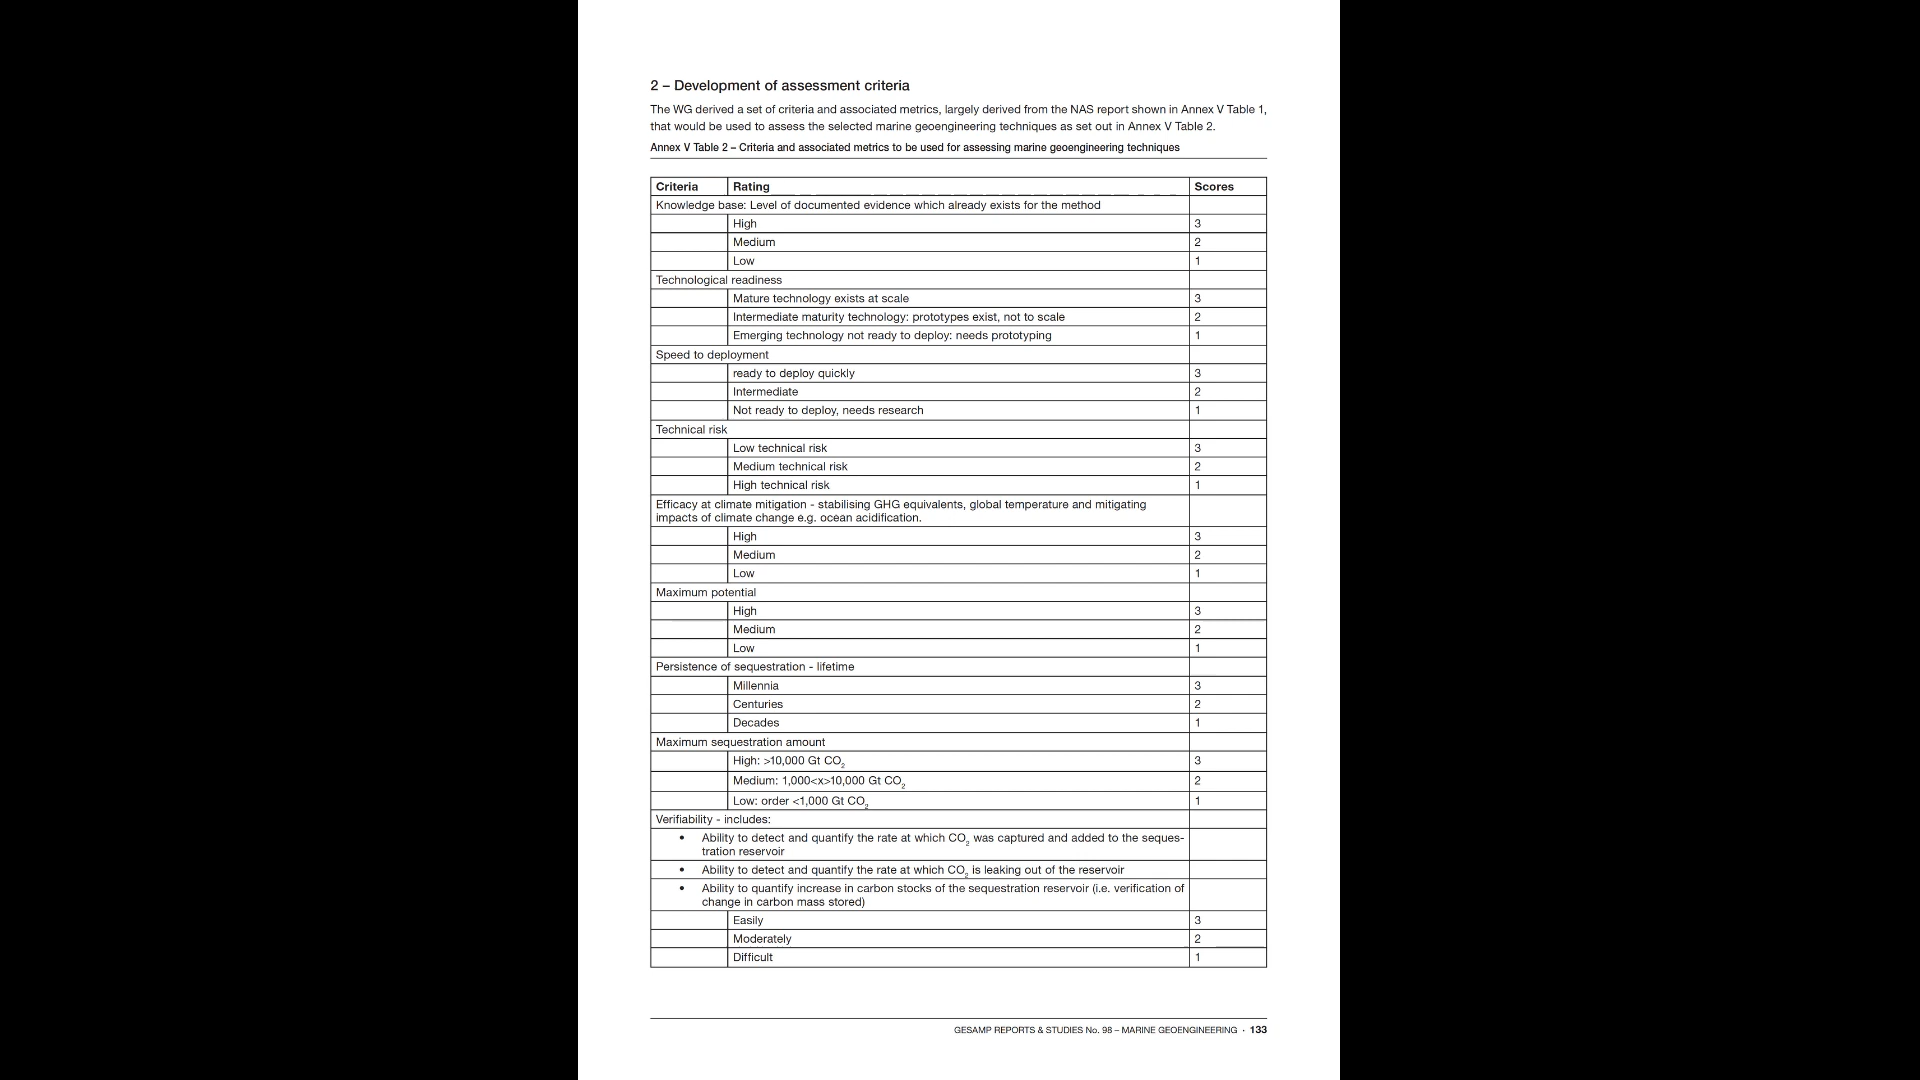 2 – Development of assessment criteria
The WG derived a set of criteria and associated metrics, largely derived from the NAS report shown in Annex V Table 1,
that would be used to assess the selected marine geoengineering techniques as set out in Annex V Table 2.
Annex V Table 2 – Criteria and associated metrics to be used for assessing marine geoengineering techniques
Criteria Rating Scores
Knowledge base: Level of documented evidence which already exists for the method
High 3
Medium 2
Low 1
Technological readiness
Mature technology exists at scale 3
Intermediate maturity technology: prototypes exist, not to scale 2
Emerging technology not ready to deploy: needs prototyping 1
Speed to deployment
ready to deploy quickly 3
Intermediate 2
Not ready to deploy, needs research 1
Technical risk
Low technical risk 3
Medium technical risk 2
High technical risk 1
Efficacy at climate mitigation - stabilising GHG equivalents, global temperature and mitigating
impacts of climate change e.g. ocean acidification.
High 3
Medium 2
Low 1
Maximum potential
High 3
Medium 2
Low 1
Persistence of sequestration - lifetime
Millennia 3
Centuries 2
Decades 1
Maximum sequestration amount
High: >10,000 Gt CO₂ 3
Medium: 1,000<x>10,000 Gt CO₂ 2
Low: order <1,000 Gt CO₂ 1
Verifiability - includes:
• Ability to detect and quantify the rate at which CO₂ was captured and added to the seques-
tration reservoir
• Ability to detect and quantify the rate at which CO₂ is leaking out of the reservoir
• Ability to quantify increase in carbon stocks of the sequestration reservoir (i.e. verification of
change in carbon mass stored)
Easily 3
Moderately 2
Difficult 1
GESAMP REPORTS & STUDIES No. 98 – MARINE GEOENGINEERING · 133